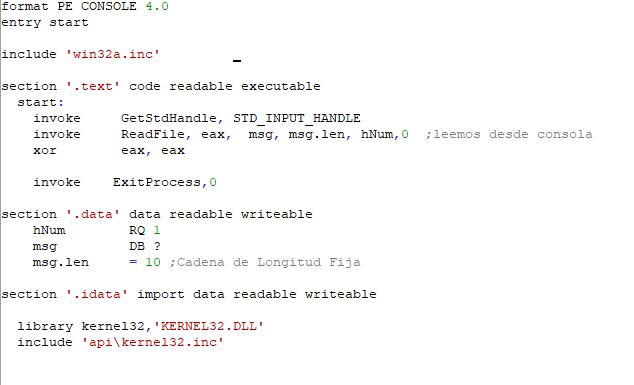 format PE CONSOLE 4.0
entry start
include 'win32a.inc'
section '.text' code readable executable
start:
invoke GetStdHandle, STD_INPUT_HANDLE
invoke ReadFile, eax, msg, msg.len, hNum,0 ;leemos desde consola
xor eax, eax
invoke ExitProcess,0
section '.data' data readable writeable
hNum RQ 1
msg DB ?
msg.len = 10 ;Cadena de Longitud Fija
section '.idata' import data readable writeable
library kernel32,'KERNEL32.DLL'
include 'api\kernel32.inc'